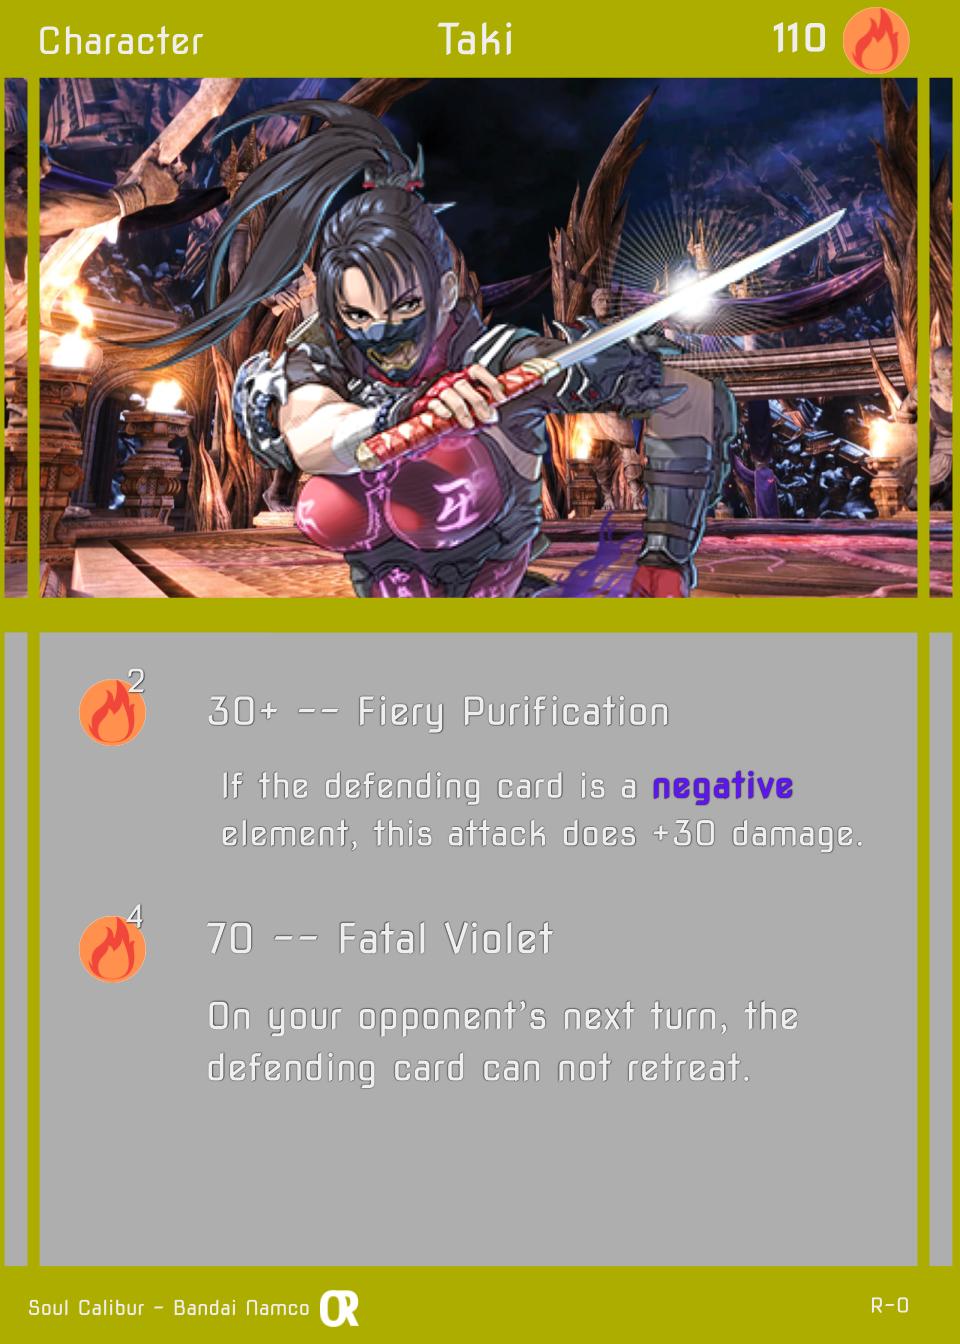 Character Taki 110
2
30+ -- Fiery Purification
If the defending card is a negative
element, this attack does +30 damage.
4
70 -- Fatal Violet
On your opponent's next turn, the
defending card can not retreat.
Soul Calibur - Bandai Namco OR R-0